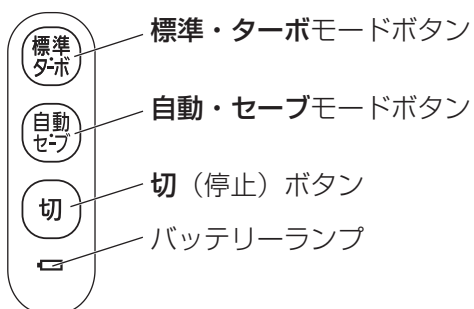 標準
ターボ
標準・ターボモードボタン
自動
セーブ
自動・セーブモードボタン
切
切（停止）ボタン
バッテリーランプ